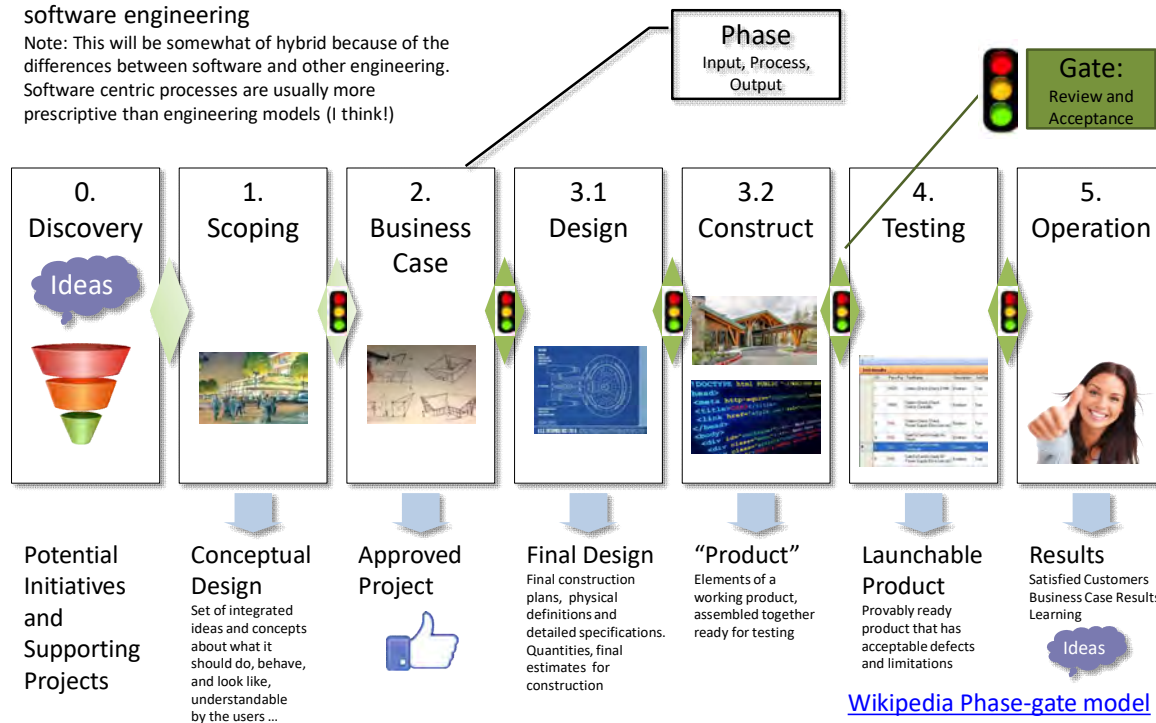 software engineering
Note: This will be somewhat of hybrid because of the
differences between software and other engineering.
Software centric processes are usually more
prescriptive than engineering models (I think!)
Phase
Input, Process,
Output
Gate:
Review and
Acceptance
0.
Discovery
Ideas
1.
Scoping
2.
Business
Case
3.1
Design
3.2
Construct
4.
Testing
5.
Operation
Potential
Initiatives
and
Supporting
Projects
Conceptual
Design
Set of integrated
ideas and concepts
about what it
should do, behave,
and look like,
understandable
by the users ...
Approved
Project
Final Design
Final construction
plans, physical
definitions and
detailed specifications.
Quantities, final
estimates for
construction
“Product”
Elements of a
working product,
assembled together
ready for testing
Launchable
Product
Provably ready
product that has
acceptable defects
and limitations
Results
Satisfied Customers
Business Case Results
Learning
Ideas
Wikipedia Phase-gate model